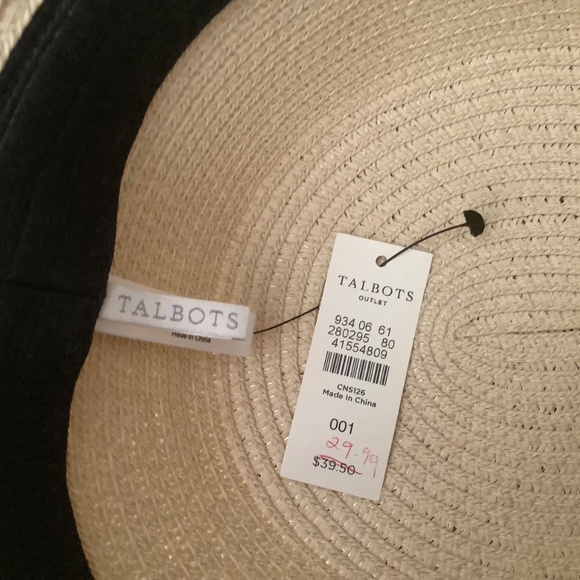 TALBOTS
Made in China
TALBOTS
OUTLET
934 06 61
280295 80
41554809
CN5126
Made In China
001
29.99
$39.50